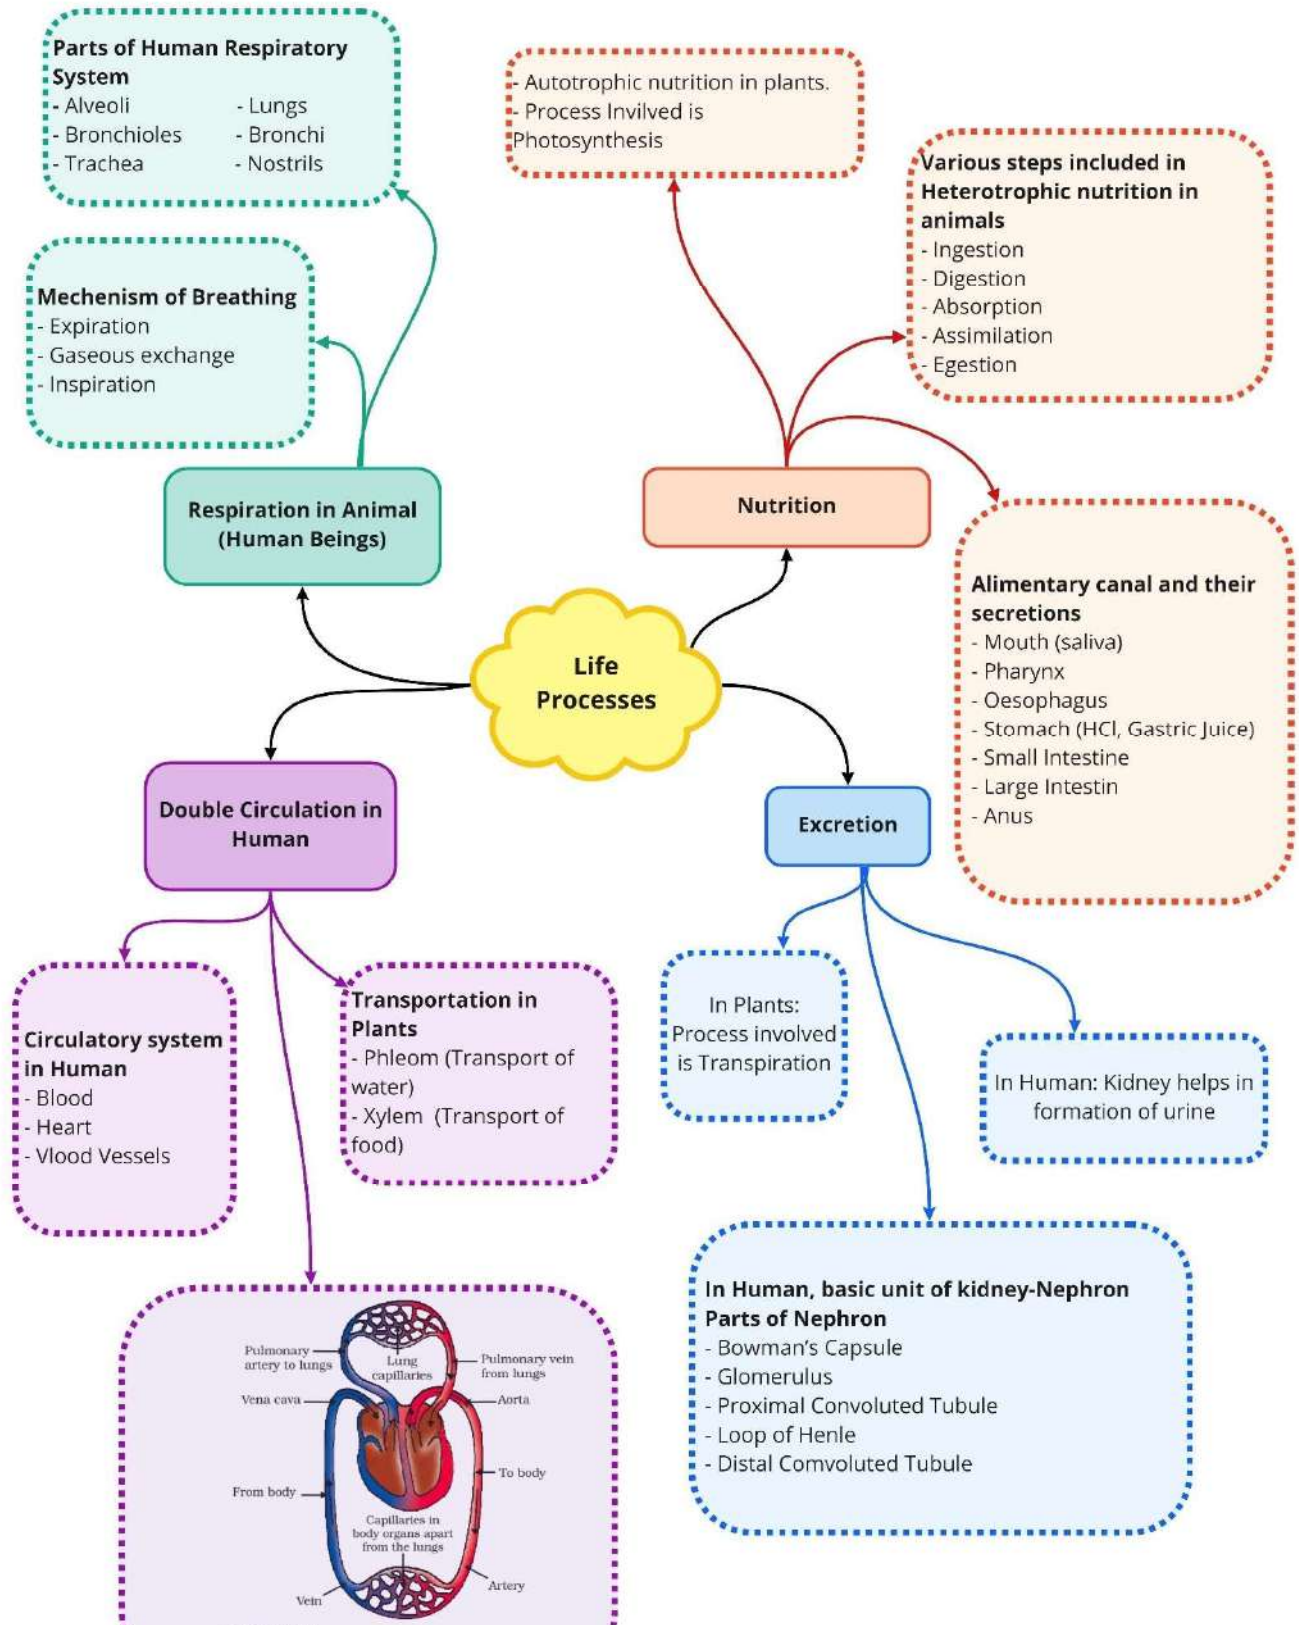 Parts of Human Respiratory
System
- Alveoli - Lungs
- Bronchioles - Bronchi
- Trachea - Nostrils
- Autotrophic nutrition in plants.
- Process Invilved is
Photosynthesis
Various steps included in
Heterotrophic nutrition in
animals
- Ingestion
- Digestion
- Absorption
- Assimilation
- Egestion
Mechenism of Breathing
- Expiration
- Gaseous exchange
- Inspiration
Respiration in Animal
(Human Beings)
Nutrition
Alimentary canal and their
secretions
- Mouth (saliva)
- Pharynx
- Oesophagus
- Stomach (HCl, Gastric Juice)
- Small Intestine
- Large Intestin
- Anus
Life
Processes
Double Circulation in
Human
Excretion
Circulatory system
in Human
- Blood
- Heart
- Vlood Vessels
Transportation in
Plants
- Phleom (Transport of
water)
- Xylem (Transport of
food)
In Plants:
Process involved
is Transpiration
In Human: Kidney helps in
formation of urine
In Human, basic unit of kidney-Nephron
Parts of Nephron
- Bowman's Capsule
- Glomerulus
- Proximal Convoluted Tubule
- Loop of Henle
- Distal Comvoluted Tubule
Pulmonary
artery to lungs
Lung
capillaries
Pulmonary vein
from lungs
Vena cava
Aorta
To body
From body
Capillaries in
body organs apart
from the lungs
Artery
Vein